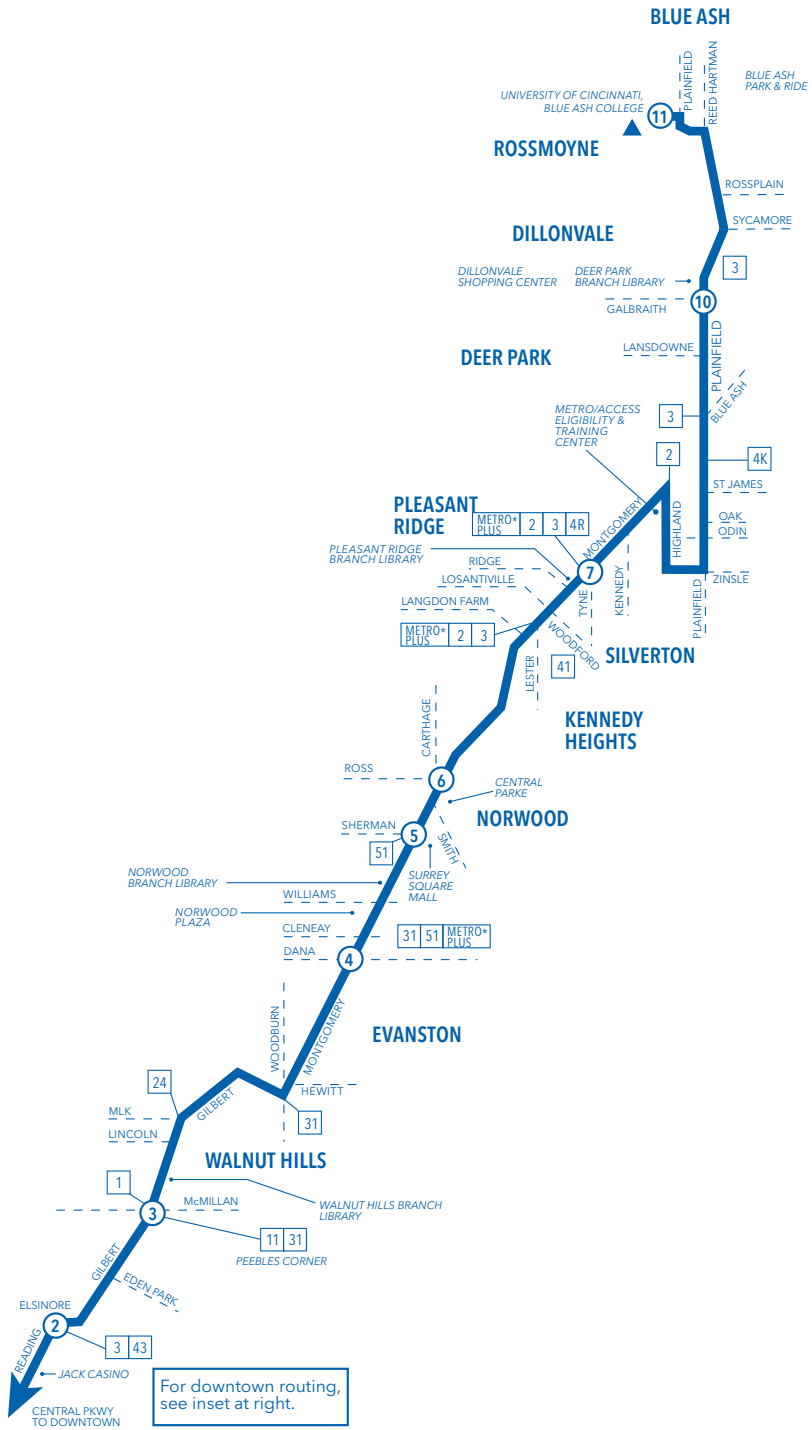 BLUE ASH
PLAINFIELD
REED HARTMAN
BLUE ASH
PARK & RIDE
UNIVERSITY OF CINCINNATI,
BLUE ASH COLLEGE
11
ROSSMOYNE
ROSSPLAIN
SYCAMORE
DILLONVALE
3
DILLONVALE
SHOPPING CENTER
DEER PARK
BRANCH LIBRARY
10
GALBRAITH
PLAINFIELD
LANSDOWNE
DEER PARK
BLUE ASH
3
METRO/ACCESS
ELIGIBILITY &
TRAINING
CENTER
2
4K
ST JAMES
PLEASANT
RIDGE
METRO*
PLUS
2
3
4R
MONTGOMERY
HIGHLAND
OAK
ODIN
PLEASANT RIDGE
BRANCH LIBRARY
RIDGE
7
LOSANTIVILLE
ZINSLE
LANGDON FARM
TYNE
KENNEDY
PLAINFIELD
METRO*
PLUS
2
3
WOODFORD
SILVERTON
LESTER
41
KENNEDY
HEIGHTS
CARTHAGE
ROSS
6
CENTRAL
PARKE
NORWOOD
SHERMAN
5
SMITH
51
NORWOOD
BRANCH LIBRARY
SURREY
SQUARE
MALL
WILLIAMS
NORWOOD
PLAZA
CLENEAY
31
51
METRO*
PLUS
DANA
4
WOODBURN
MONTGOMERY
EVANSTON
24
GILBERT
HEWITT
MLK
31
LINCOLN
WALNUT HILLS
1
McMILLAN
WALNUT HILLS BRANCH
LIBRARY
3
11
31
PEEBLES CORNER
GILBERT
EDEN PARK
ELSINORE
2
3
43
READING
JACK CASINO
For downtown routing,
see inset at right.
CENTRAL PKWY
TO DOWNTOWN